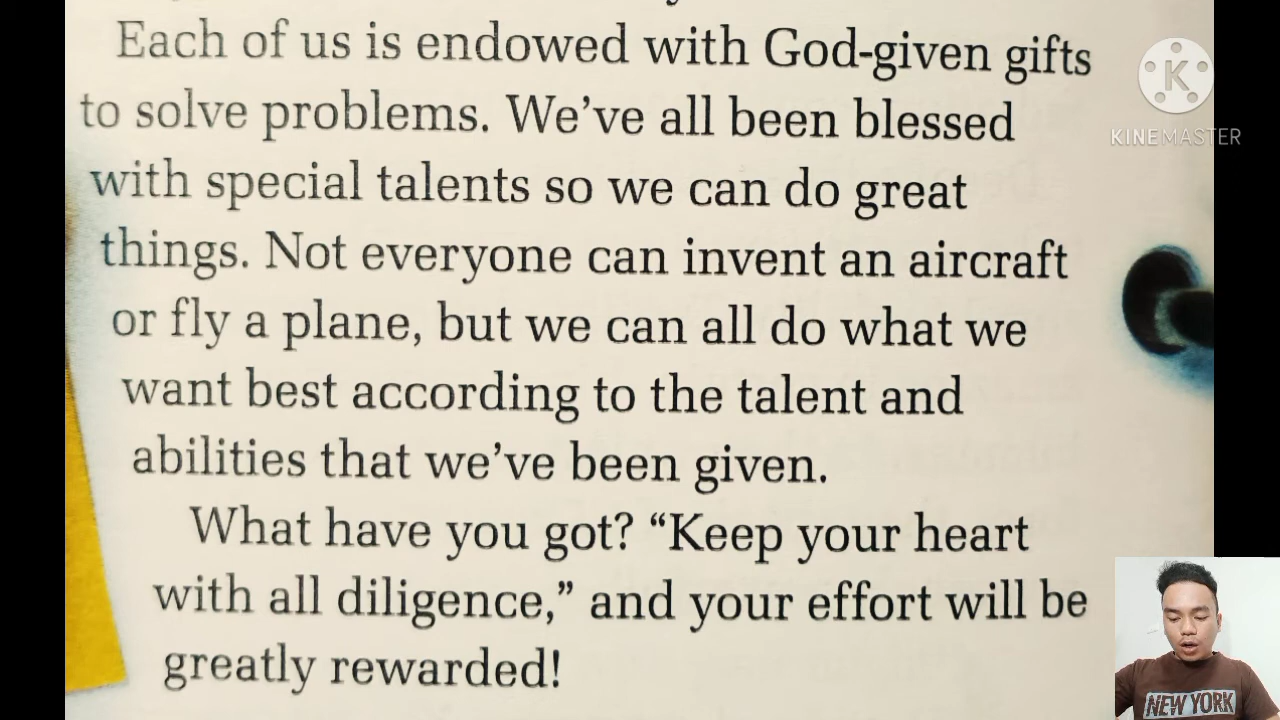 Each of us is endowed with God-given gifts
to solve problems. We've all been blessed
with special talents so we can do great
things. Not everyone can invent an aircraft
or fly a plane, but we can all do what we
want best according to the talent and
abilities that we've been given.
What have you got? “Keep your heart
with all diligence,” and your effort will be
greatly rewarded!
K
KINEMASTER
NEW YORK